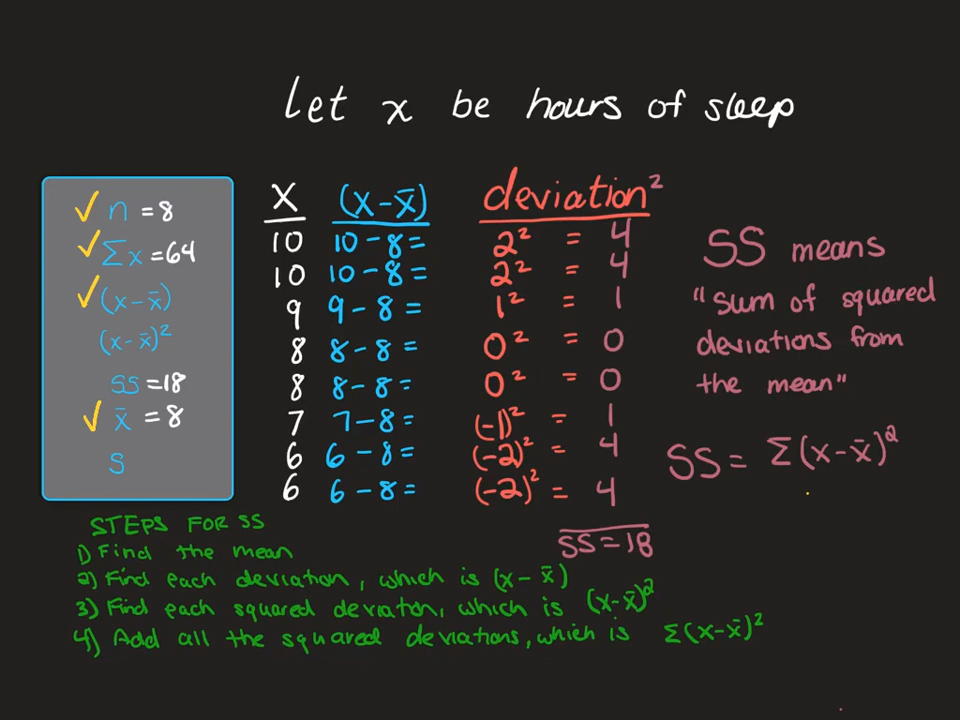 Let x be hours of sleep
✓ n = 8
✓ Σx = 64
✓ (x-x̄)
(x-x̄)²
SS = 18
✓ x̄ = 8
S
X (x-x̄) deviation²
10 10-8= 2² = 4
10 10-8= 2² = 4
9 9-8= 1² = 1
8 8-8= 0² = 0
8 8-8= 0² = 0
7 7-8= (-1)² = 1
6 6-8= (-2)² = 4
6 6-8= (-2)² = 4
SS = 18
SS means
"sum of squared
deviations from
the mean"
SS = Σ(x-x̄)²
STEPS FOR SS
1) Find the mean
2) Find each deviation, which is (x-x̄)
3) Find each squared deviaton, which is (x-x̄)²
4) Add all the squared deviations, which is Σ(x-x̄)²